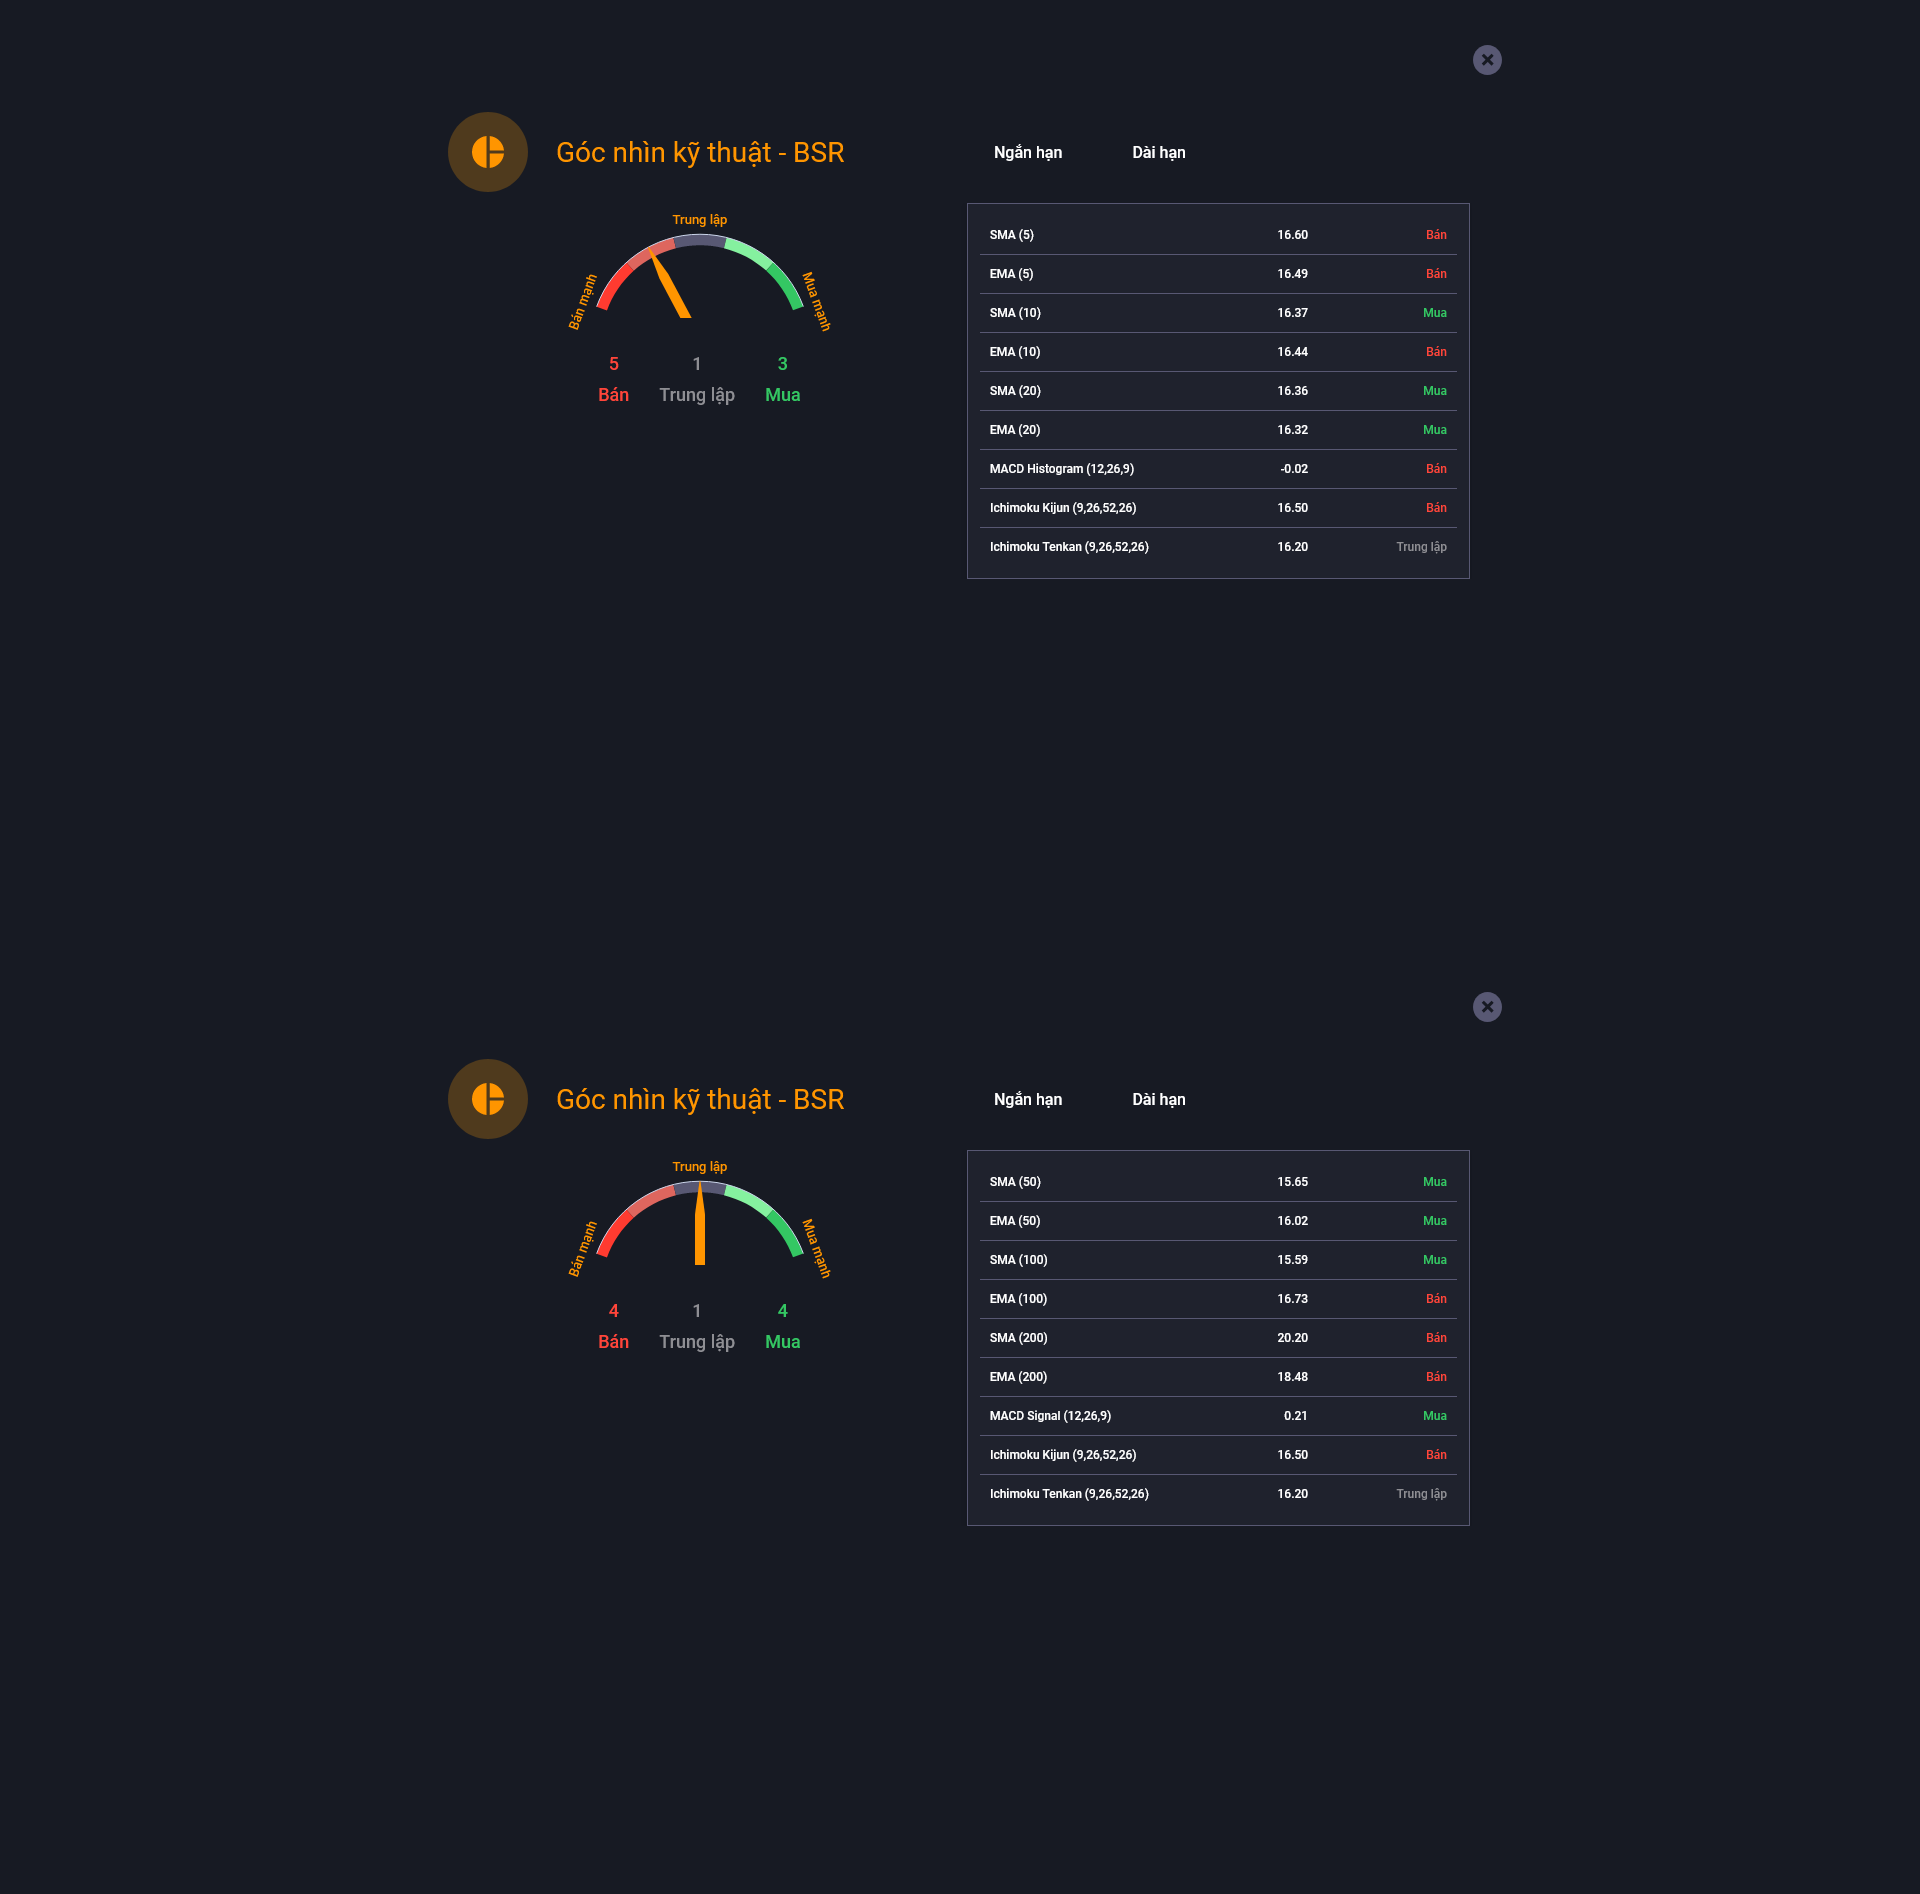 Góc nhìn kỹ thuật - BSR
Ngắn hạn Dài hạn
Trung lập
Bán mạnh
Mua mạnh
5 1 3
Bán Trung lập Mua
SMA (5) 16.60 Bán
EMA (5) 16.49 Bán
SMA (10) 16.37 Mua
EMA (10) 16.44 Bán
SMA (20) 16.36 Mua
EMA (20) 16.32 Mua
MACD Histogram (12,26,9) -0.02 Bán
Ichimoku Kijun (9,26,52,26) 16.50 Bán
Ichimoku Tenkan (9,26,52,26) 16.20 Trung lập
Góc nhìn kỹ thuật - BSR
Ngắn hạn Dài hạn
Trung lập
Bán mạnh
Mua mạnh
4 1 4
Bán Trung lập Mua
SMA (50) 15.65 Mua
EMA (50) 16.02 Mua
SMA (100) 15.59 Mua
EMA (100) 16.73 Bán
SMA (200) 20.20 Bán
EMA (200) 18.48 Bán
MACD Signal (12,26,9) 0.21 Mua
Ichimoku Kijun (9,26,52,26) 16.50 Bán
Ichimoku Tenkan (9,26,52,26) 16.20 Trung lập